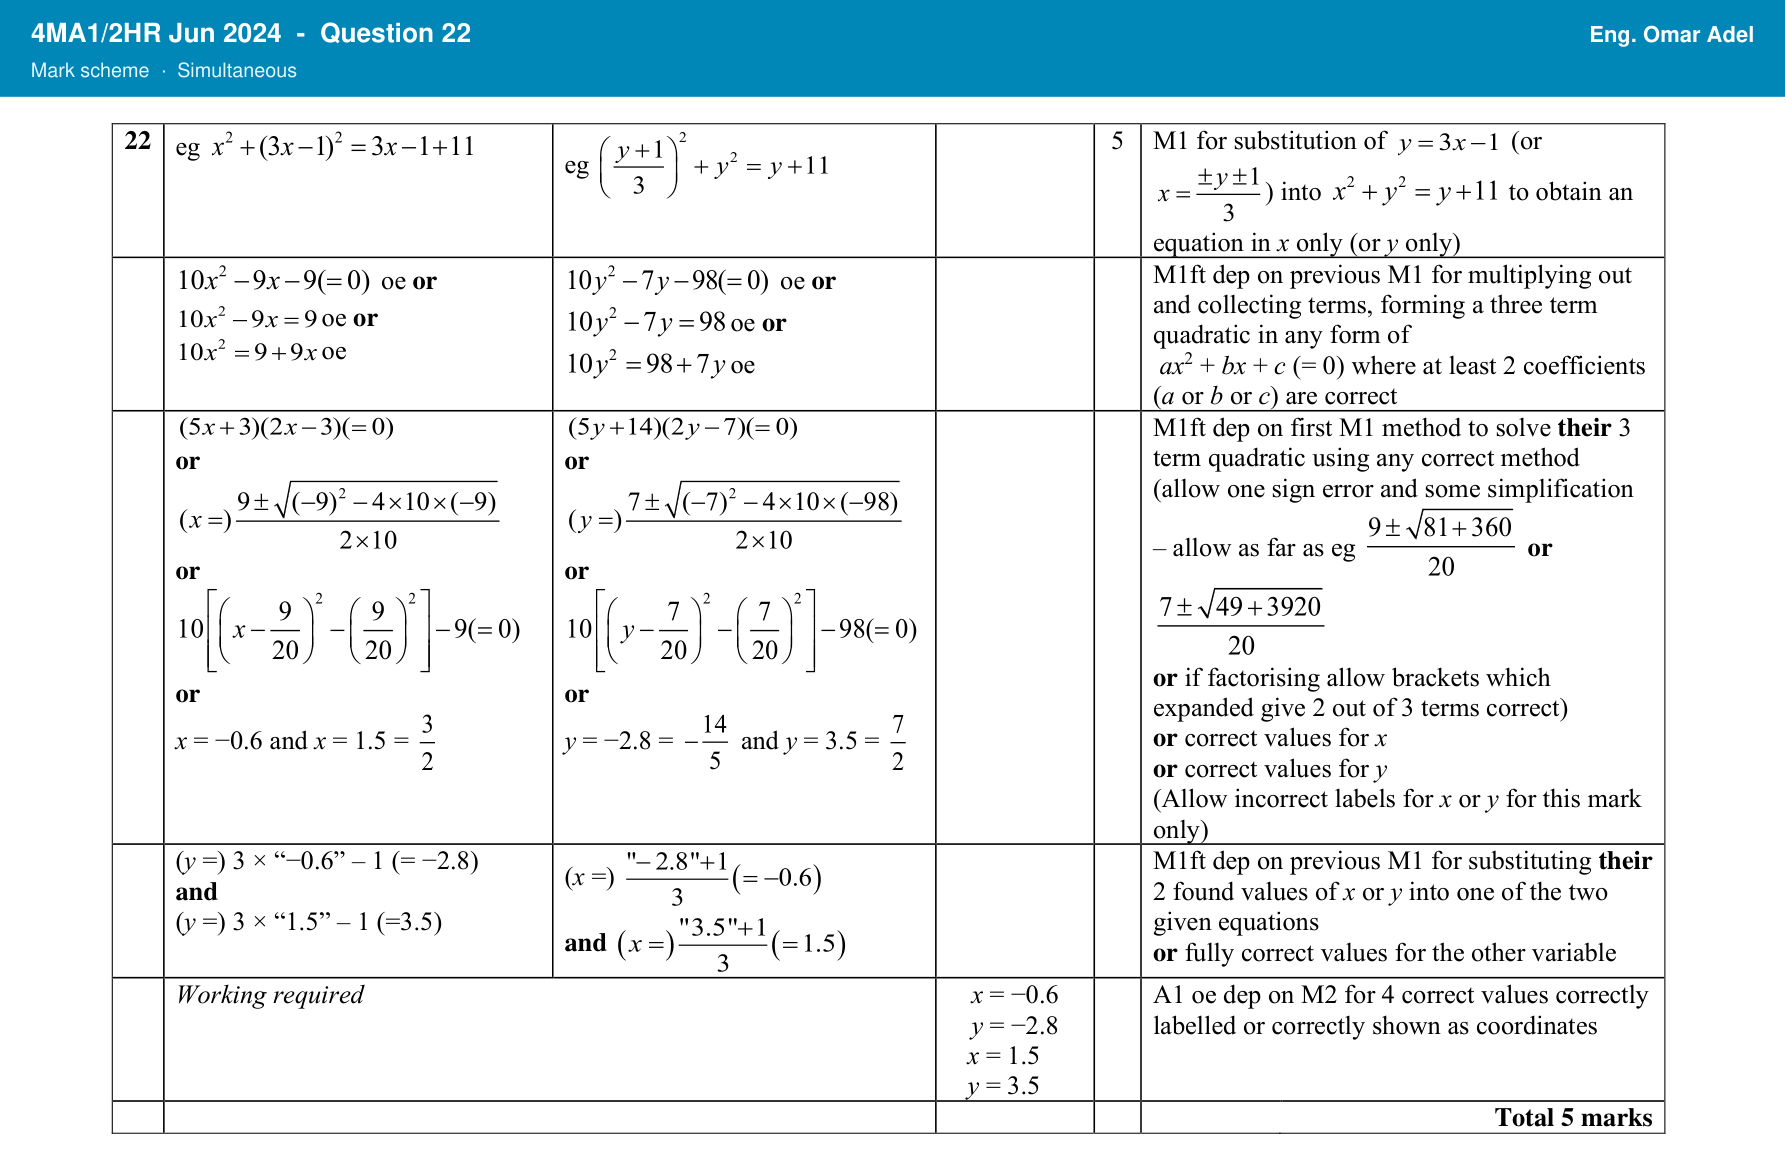 4MA1/2HR Jun 2024 - Question 22
Eng. Omar Adel
Mark scheme · Simultaneous
22
eg x² + (3x − 1)² = 3x − 1 + 11
eg ((y + 1)/3)² + y² = y + 11
5
M1 for substitution of y = 3x − 1 (or
x = (±y ± 1)/3 ) into x² + y² = y + 11 to obtain an
equation in x only (or y only)
10x² − 9x − 9(= 0) oe or
10x² − 9x = 9 oe or
10x² = 9 + 9x oe
10y² − 7y − 98(= 0) oe or
10y² − 7y = 98 oe or
10y² = 98 + 7y oe
M1ft dep on previous M1 for multiplying out
and collecting terms, forming a three term
quadratic in any form of
ax² + bx + c (= 0) where at least 2 coefficients
(a or b or c) are correct
(5x + 3)(2x − 3)(= 0)
or
(x =) (9 ± √((−9)² − 4×10×(−9)))/(2×10)
or
10[(x − 9/20)² − (9/20)²] − 9(= 0)
or
x = −0.6 and x = 1.5 = 3/2
(5y + 14)(2y − 7)(= 0)
or
(y =) (7 ± √((−7)² − 4×10×(−98)))/(2×10)
or
10[(y − 7/20)² − (7/20)²] − 98(= 0)
or
y = −2.8 = −14/5 and y = 3.5 = 7/2
M1ft dep on first M1 method to solve their 3
term quadratic using any correct method
(allow one sign error and some simplification
– allow as far as eg (9 ± √(81 + 360))/20 or
(7 ± √(49 + 3920))/20
or if factorising allow brackets which
expanded give 2 out of 3 terms correct)
or correct values for x
or correct values for y
(Allow incorrect labels for x or y for this mark
only)
(y =) 3 × “−0.6” – 1 (= −2.8)
and
(y =) 3 × “1.5” – 1 (=3.5)
(x =) ("−2.8"+1)/3 (= −0.6)
and (x =) ("3.5"+1)/3 (= 1.5)
M1ft dep on previous M1 for substituting their
2 found values of x or y into one of the two
given equations
or fully correct values for the other variable
Working required
x = −0.6
y = −2.8
x = 1.5
y = 3.5
A1 oe dep on M2 for 4 correct values correctly
labelled or correctly shown as coordinates
Total 5 marks